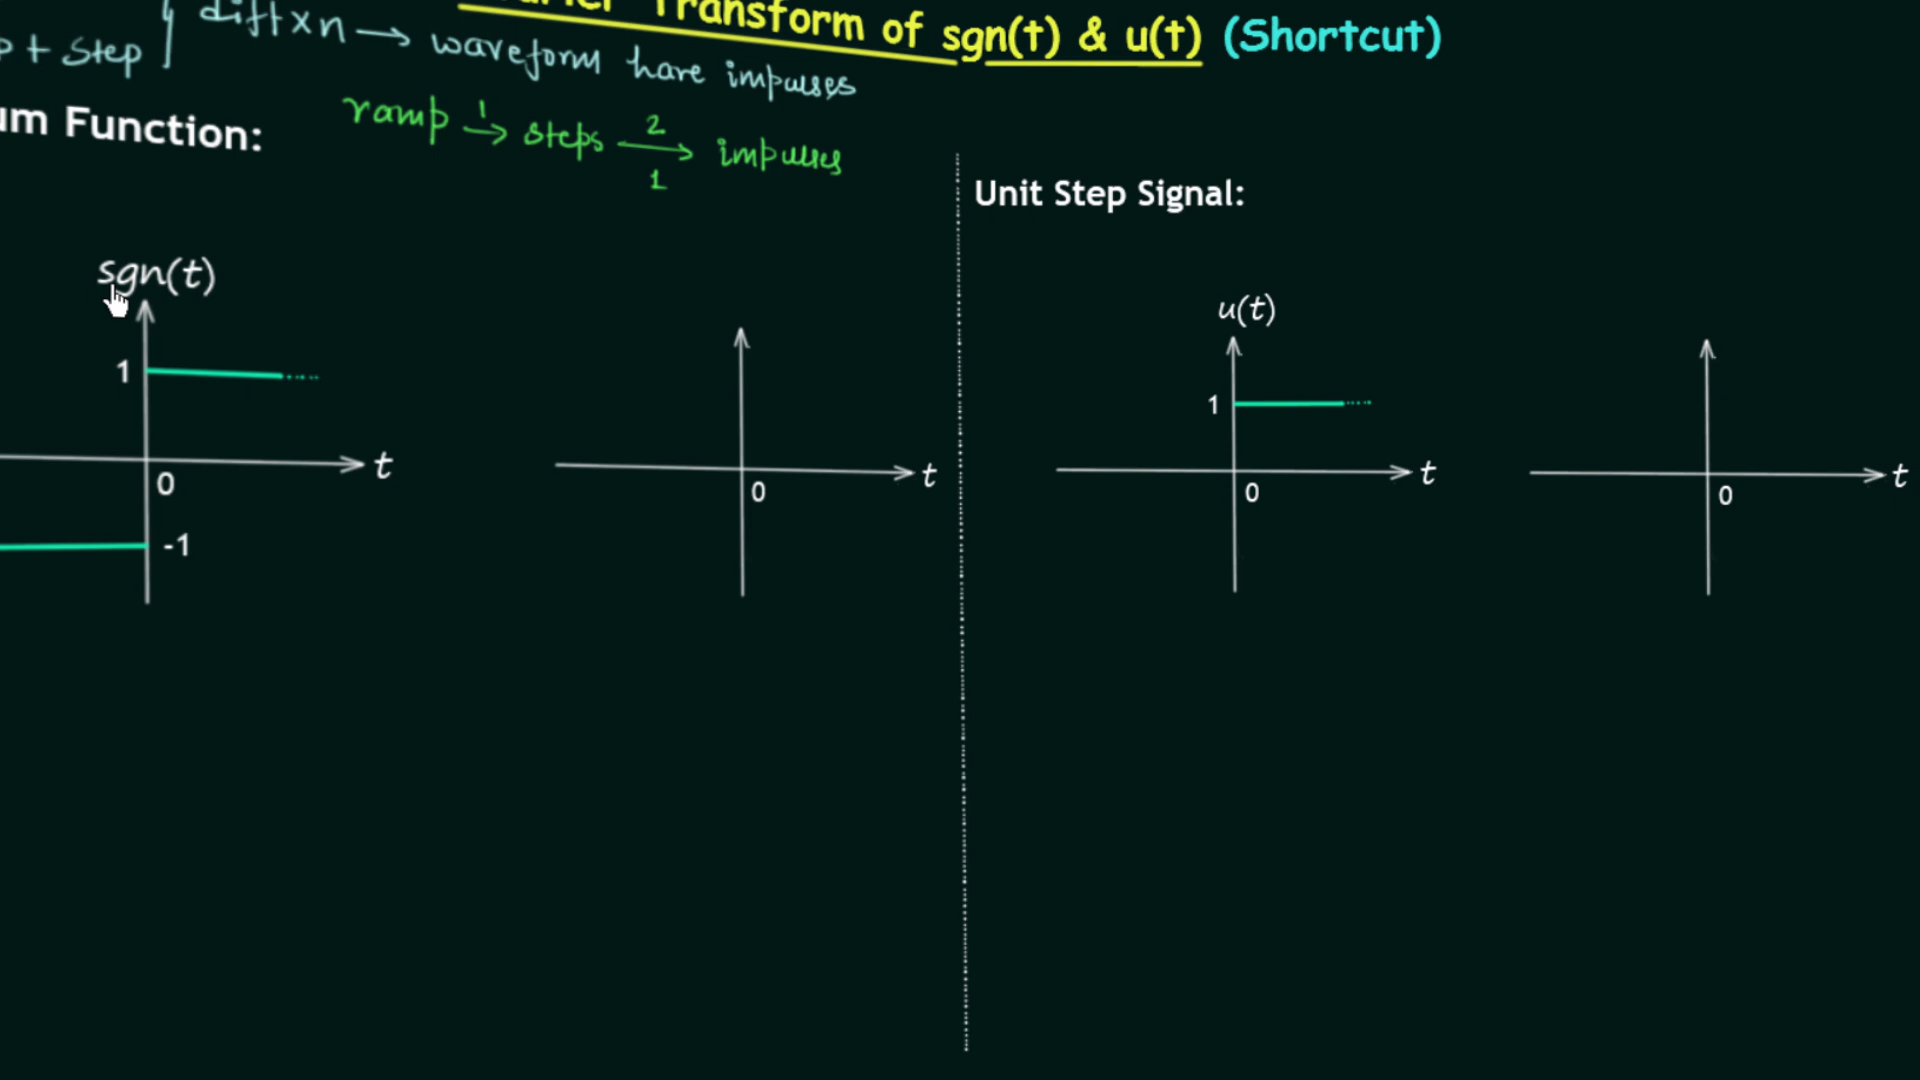 Transform of sgn(t) & u(t) (Shortcut)
+ Step } diffxn → waveform have impulses
Function:
ramp 1→ steps 2→ 1 impulses
Unit Step Signal:
sgn(t)
1
t
0
-1
t
0
u(t)
1
t
0
t
0